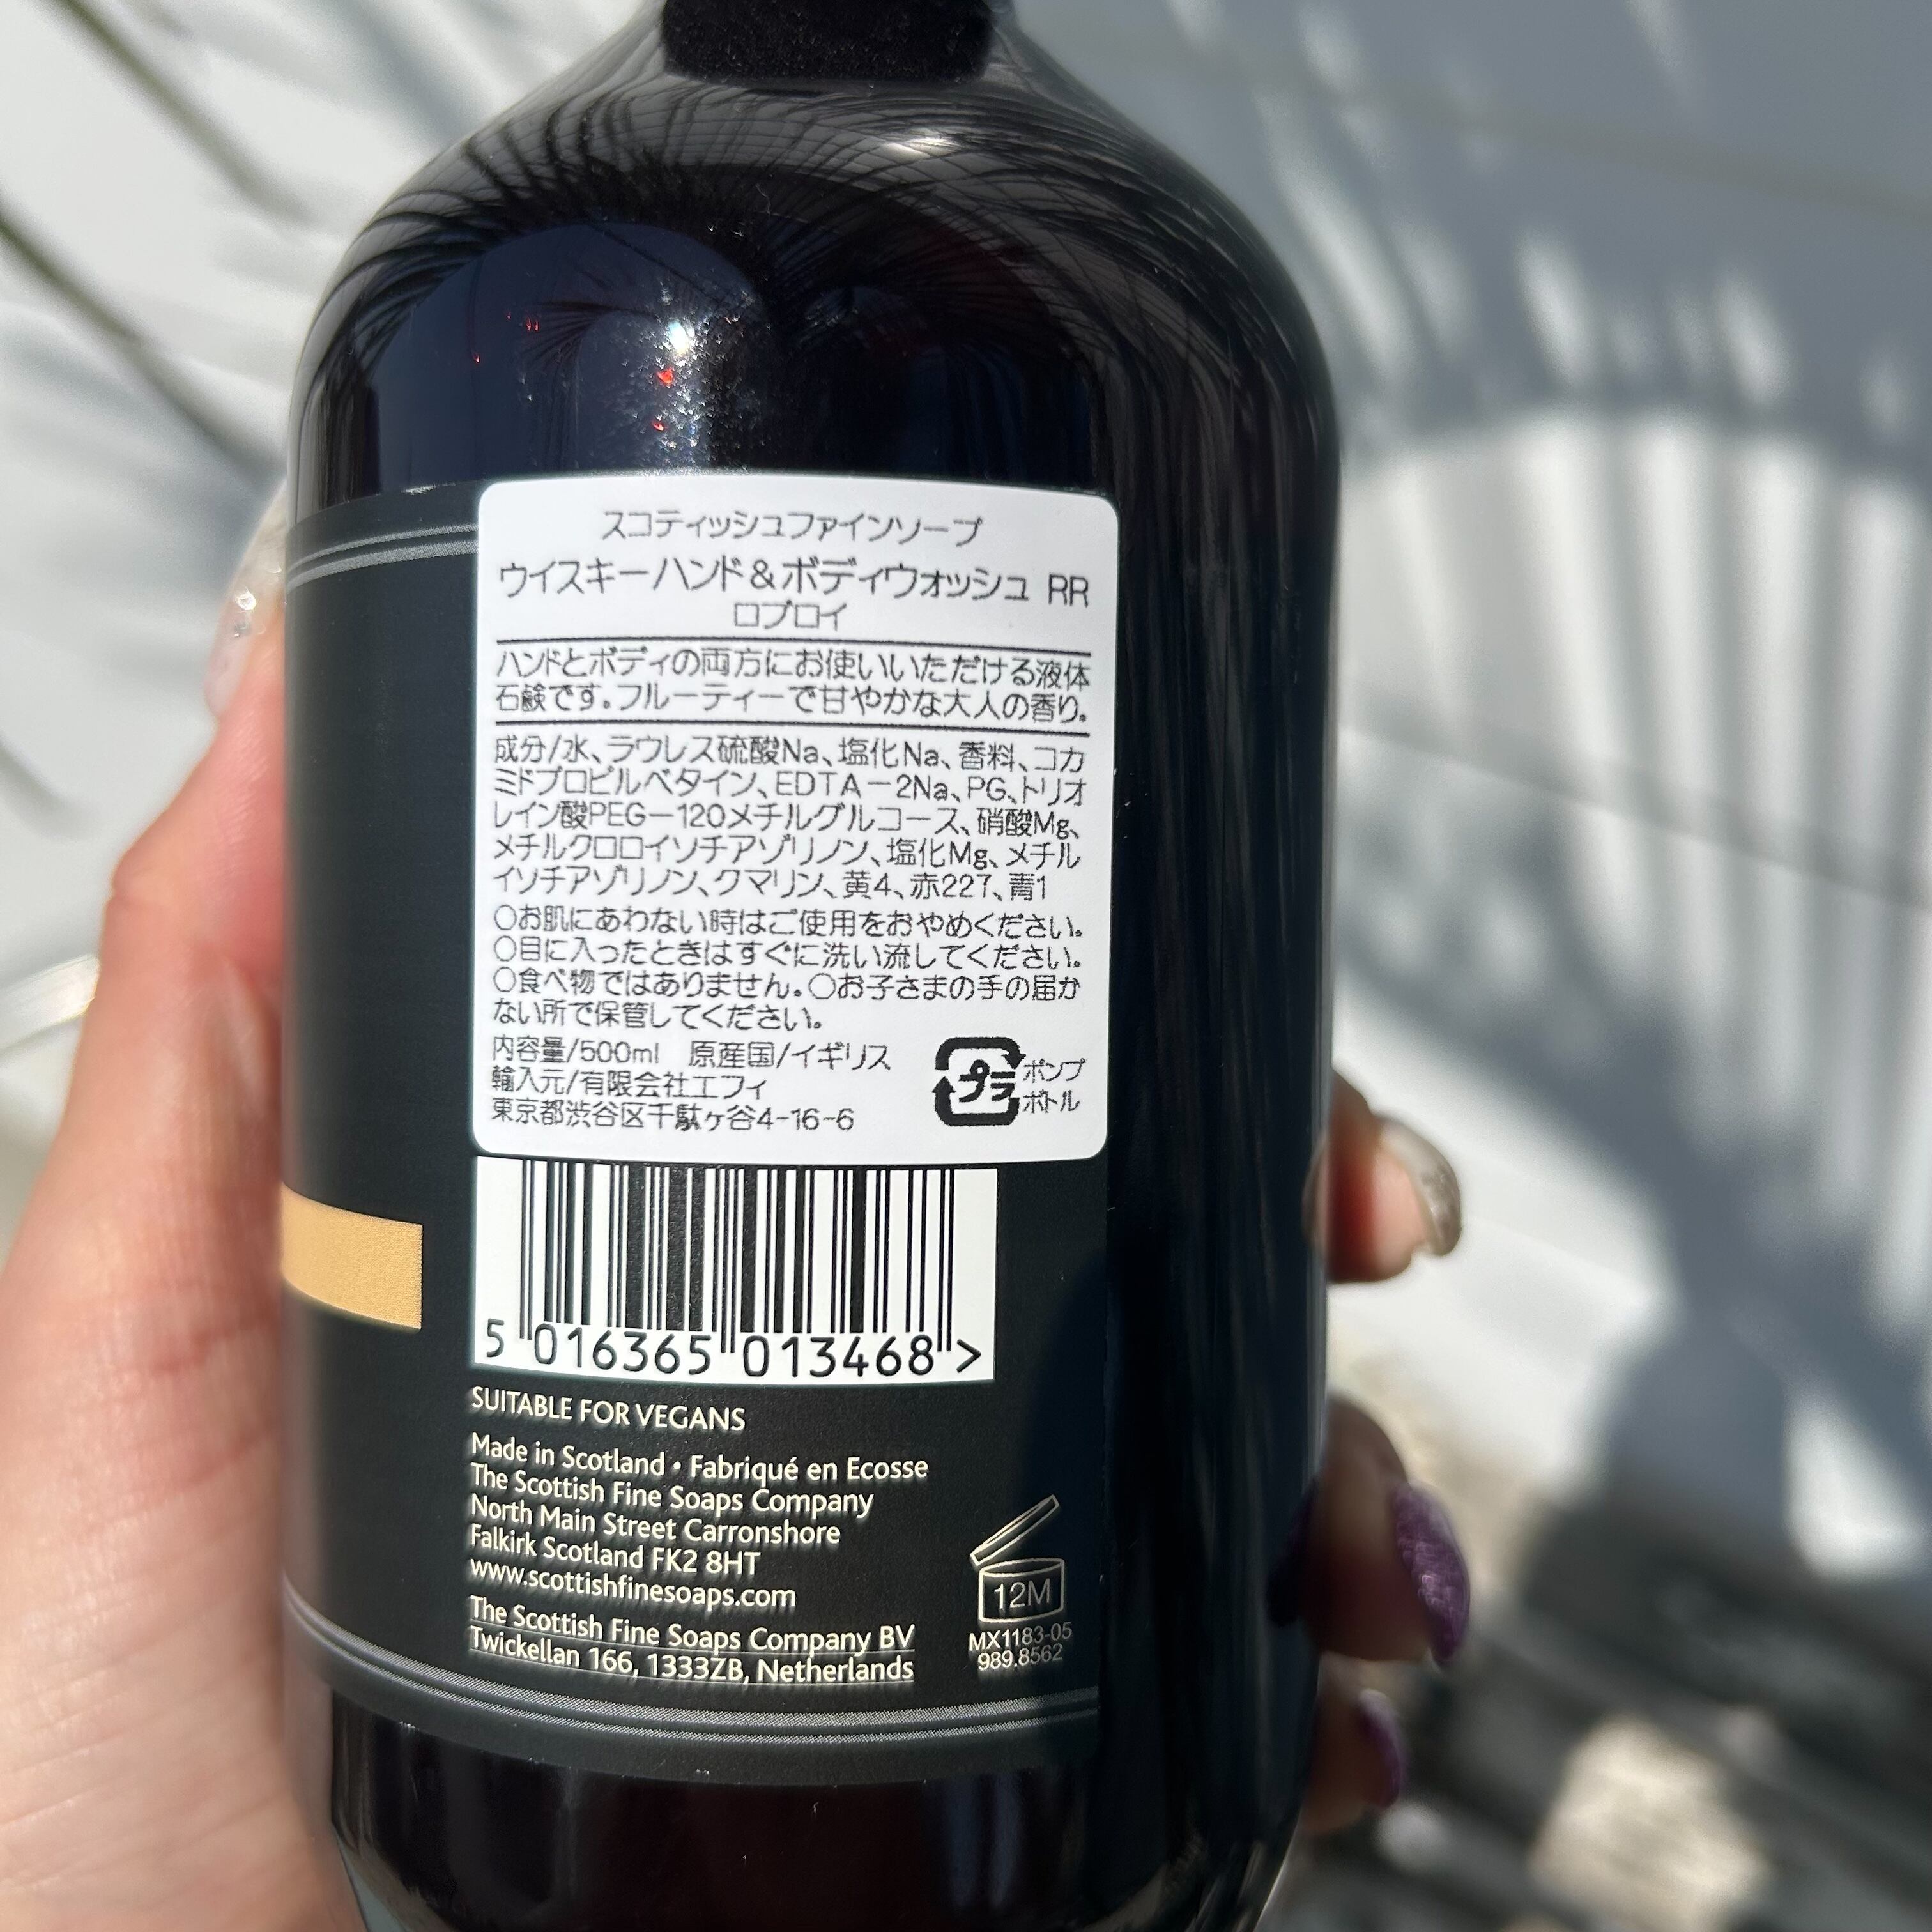 スコティッシュファインソープ
ウイスキーハンド＆ボディウォッシュ RR
ロブロイ
ハンドとボディの両方にお使いいただける液体
石鹸です。フルーティーで甘やかな大人の香り。
成分/水、ラウレス硫酸Na、塩化Na、香料、コカ
ミドプロピルベタイン、EDTA－2Na、PG、トリオ
レイン酸PEG－120メチルグルコース、硝酸Mg、
メチルクロロイソチアゾリノン、塩化Mg、メチル
イソチアゾリノン、クマリン、黄4、赤227、青1
○お肌にあわない時はご使用をおやめください。
○目に入ったときはすぐに洗い流してください。
○食べ物ではありません。○お子さまの手の届か
ない所で保管してください。
内容量/500ml 原産国/イギリス
輸入元/有限会社エフィ
東京都渋谷区千駄ヶ谷4-16-6
プラ
ポンプ
ボトル
5 016365 013468 >
SUITABLE FOR VEGANS
Made in Scotland • Fabriqué en Ecosse
The Scottish Fine Soaps Company
North Main Street Carronshore
Falkirk Scotland FK2 8HT
www.scottishfinesoaps.com
The Scottish Fine Soaps Company BV
Twickellan 166, 1333ZB, Netherlands
12M
MX1183-05
989.8562